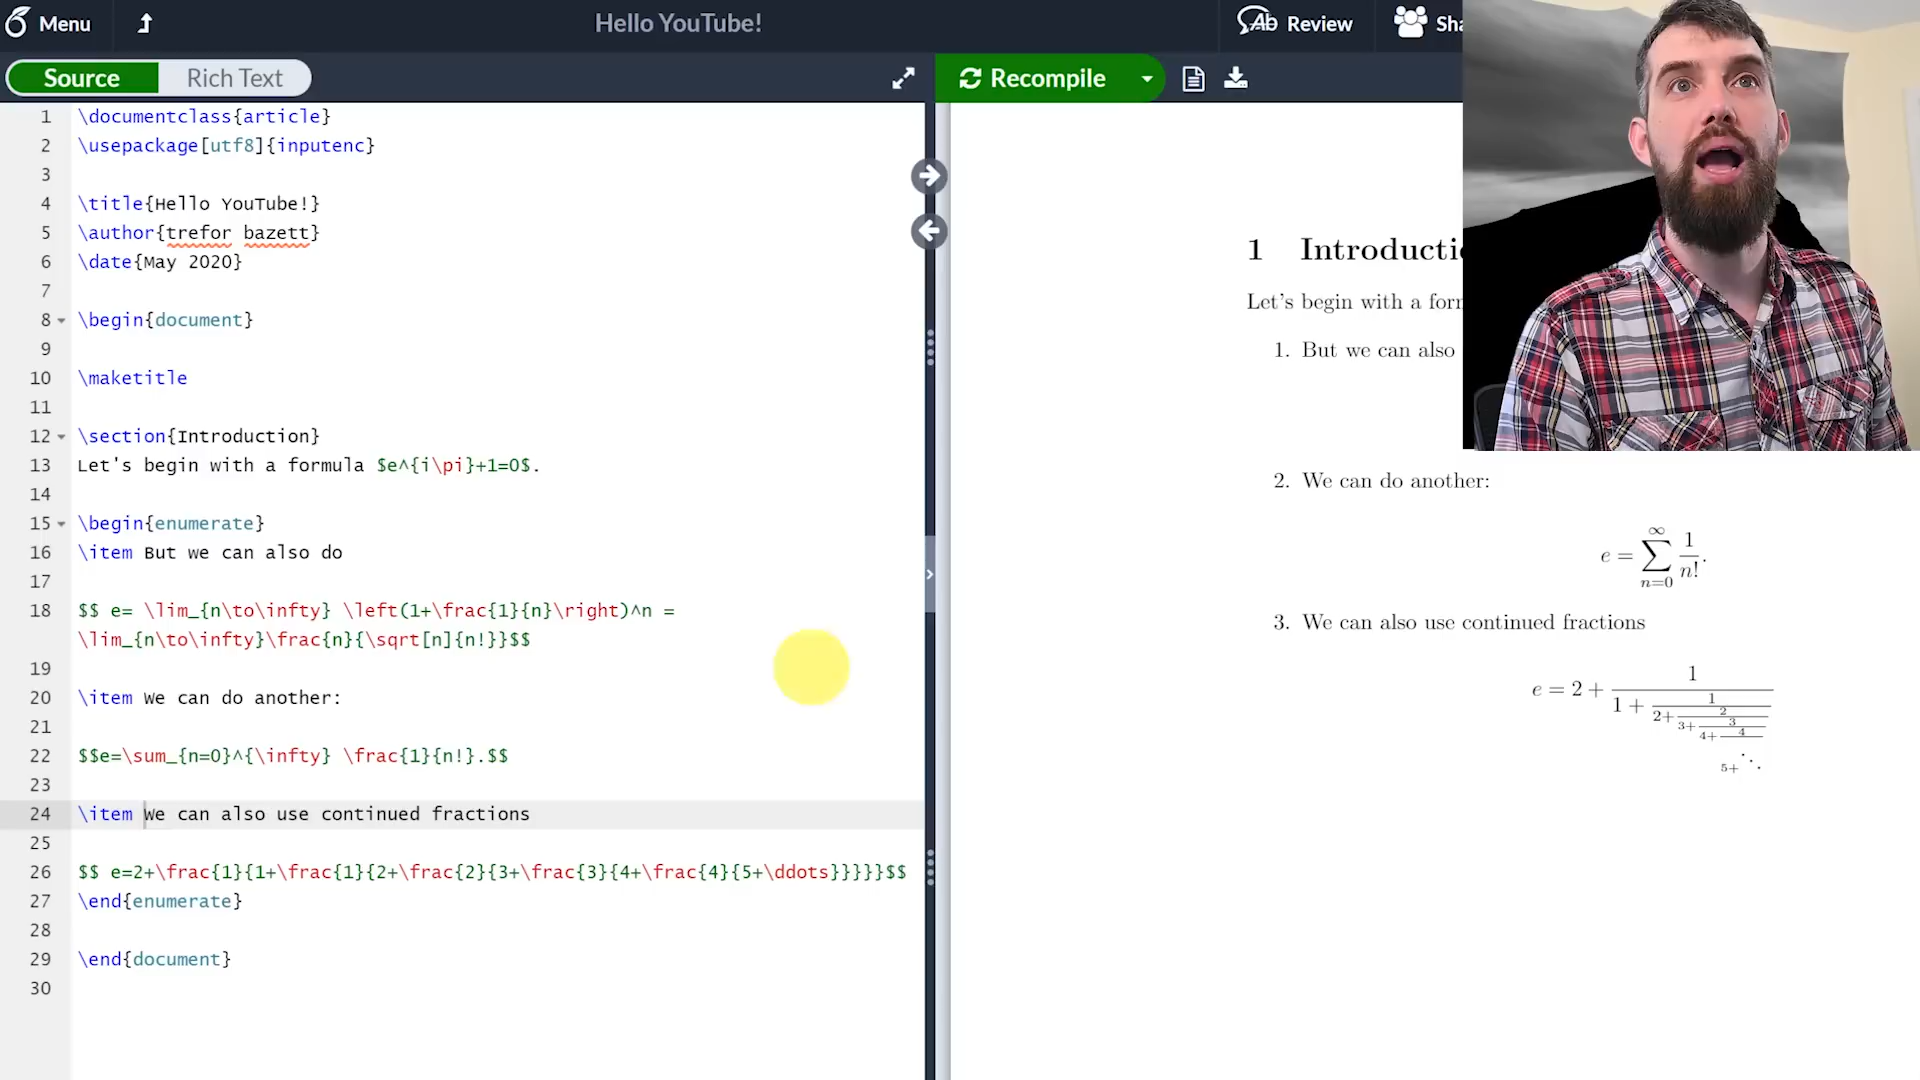 Menu
Hello YouTube!
Ab Review
Sha
Source
Rich Text
Recompile
1 \documentclass{article}
2 \usepackage[utf8]{inputenc}
3
4 \title{Hello YouTube!}
5 \author{trefor bazett}
6 \date{May 2020}
7
8 \begin{document}
9
10 \maketitle
11
12 \section{Introduction}
13 Let's begin with a formula $e^{i\pi}+1=0$.
14
15 \begin{enumerate}
16 \item But we can also do
17
18 $$ e= \lim_{n\to\infty} \left(1+\frac{1}{n}\right)^n =
\lim_{n\to\infty}\frac{n}{\sqrt[n]{n!}}$$
19
20 \item We can do another:
21
22 $$e=\sum_{n=0}^{\infty} \frac{1}{n!}.$$
23
24 \item We can also use continued fractions
25
26 $$ e=2+\frac{1}{1+\frac{1}{2+\frac{2}{3+\frac{3}{4+\frac{4}{5+\ddots}}}}}$$
27 \end{enumerate}
28
29 \end{document}
30
1 Introducti
Let's begin with a for
1. But we can also
2. We can do another:
e = ∑ n=0 ∞ 1/n!.
3. We can also use continued fractions
e = 2 + 1/(1 + 1/(2+ 2/(3+ 3/(4+ 4/(5+ ⋱)))))